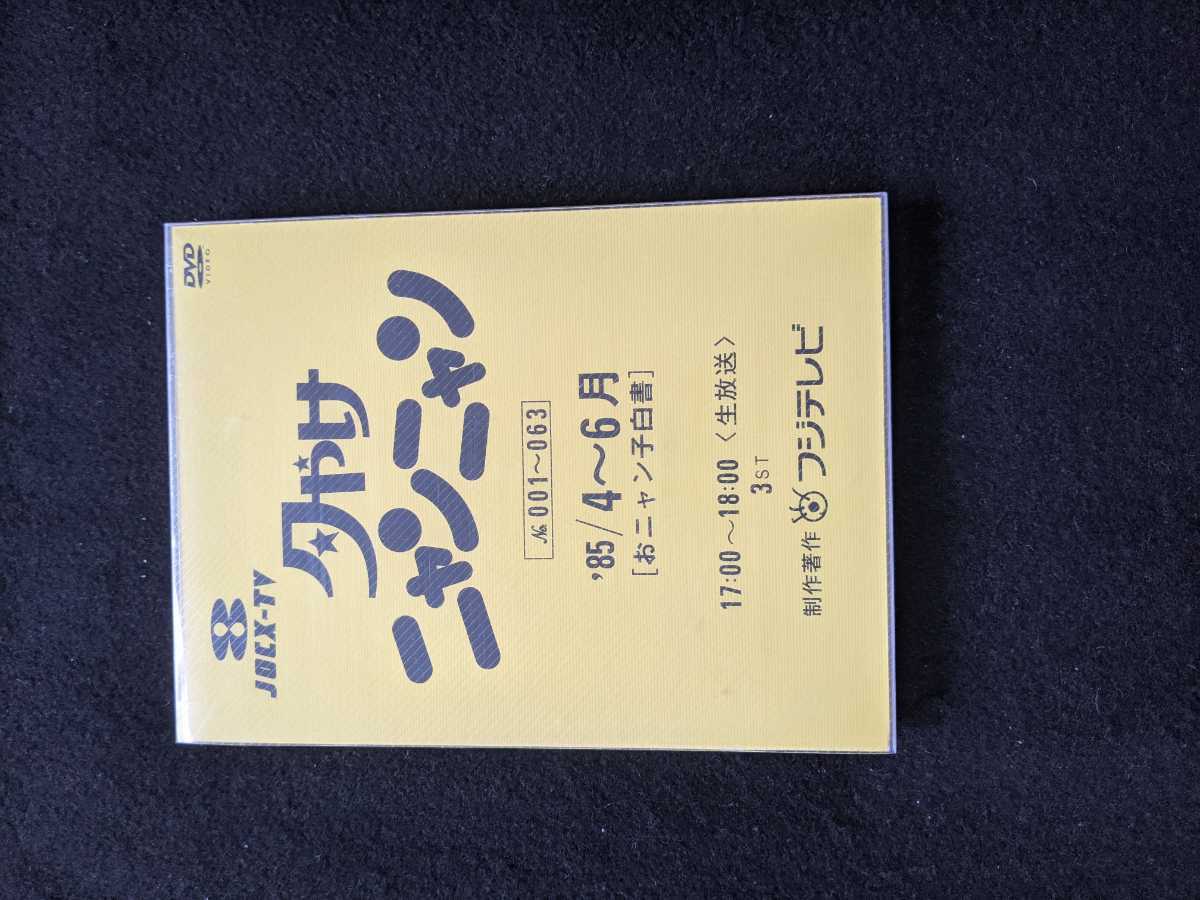 DVD
VIDEO
8
JOCX-TV
夕やけ
ニャンニャン
№001〜063
'85/4〜6月
[おニャン子白書]
17:00〜18:00〈生放送〉
3ST
制作著作 フジテレビ